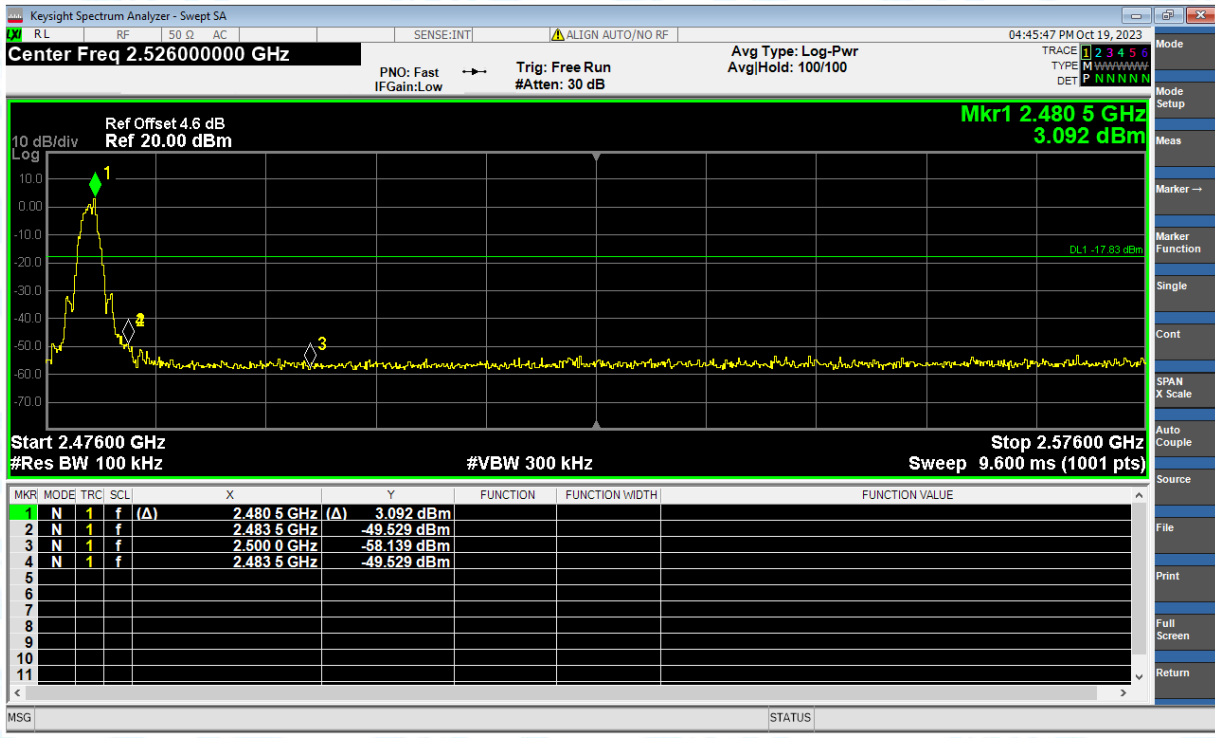 Keysight Spectrum Analyzer - Swept SA
LXI RL RF 50 Ω AC SENSE:INT ALIGN AUTO/NO RF 04:45:47 PM Oct 19, 2023
Center Freq 2.526000000 GHz
PNO: Fast
IFGain:Low
Trig: Free Run
#Atten: 30 dB
Avg Type: Log-Pwr
Avg|Hold: 100/100
TRACE 1 2 3 4 5 6
TYPE M W W W W W
DET P N N N N N
Ref Offset 4.6 dB
10 dB/div Ref 20.00 dBm
Log
Mkr1 2.480 5 GHz
3.092 dBm
10.0
0.00
-10.0
-20.0
-30.0
-40.0
-50.0
-60.0
-70.0
1
3
DL1 -17.83 dBm
Start 2.47600 GHz Stop 2.57600 GHz
#Res BW 100 kHz #VBW 300 kHz Sweep 9.600 ms (1001 pts)
MKR MODE TRC SCL X Y FUNCTION FUNCTION WIDTH FUNCTION VALUE
1 N 1 f (Δ) 2.480 5 GHz (Δ) 3.092 dBm
2 N 1 f 2.483 5 GHz -49.529 dBm
3 N 1 f 2.500 0 GHz -58.139 dBm
4 N 1 f 2.483 5 GHz -49.529 dBm
5
6
7
8
9
10
11
MSG STATUS
Mode
Mode Setup
Meas
Marker →
Marker Function
Single
Cont
SPAN X Scale
Auto Couple
Source
File
Print
Full Screen
Return